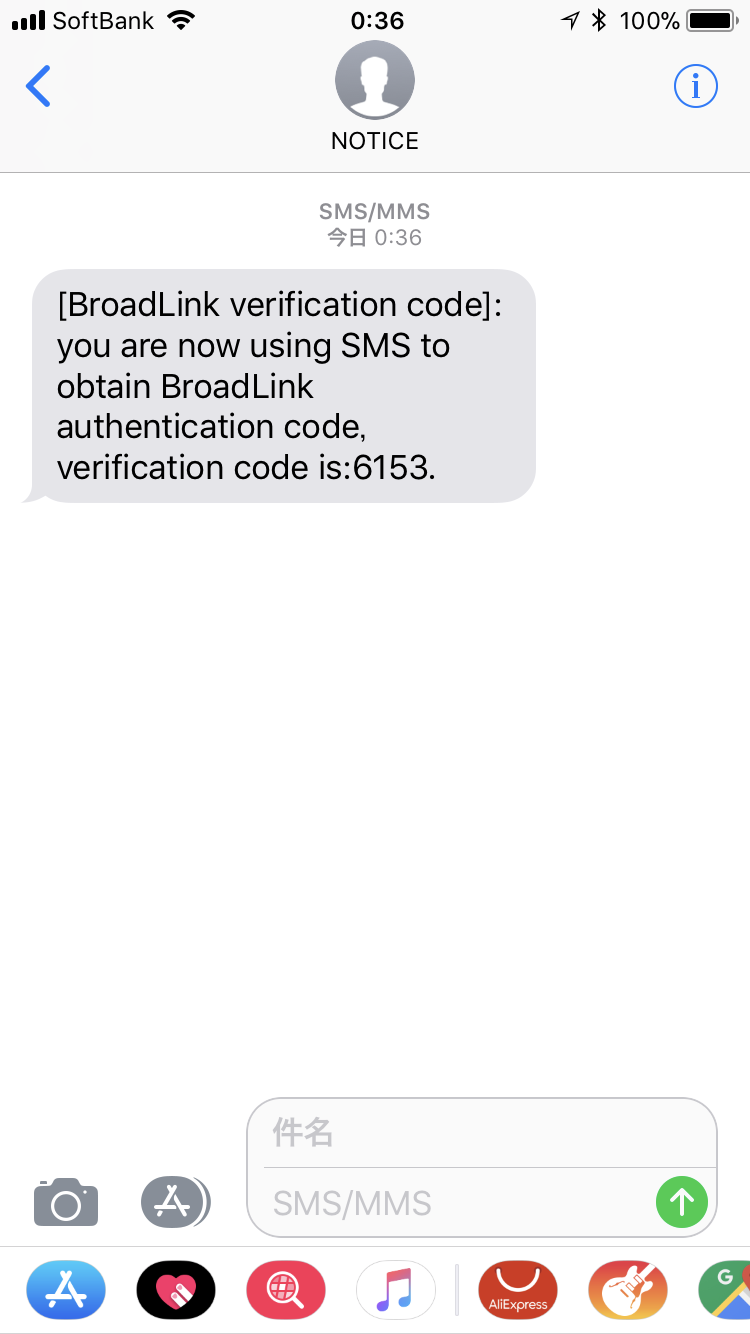 SoftBank 0:36 100%
NOTICE
SMS/MMS
今日 0:36
[BroadLink verification code]:
you are now using SMS to
obtain BroadLink
authentication code,
verification code is:6153.
件名
SMS/MMS
AliExpress
G